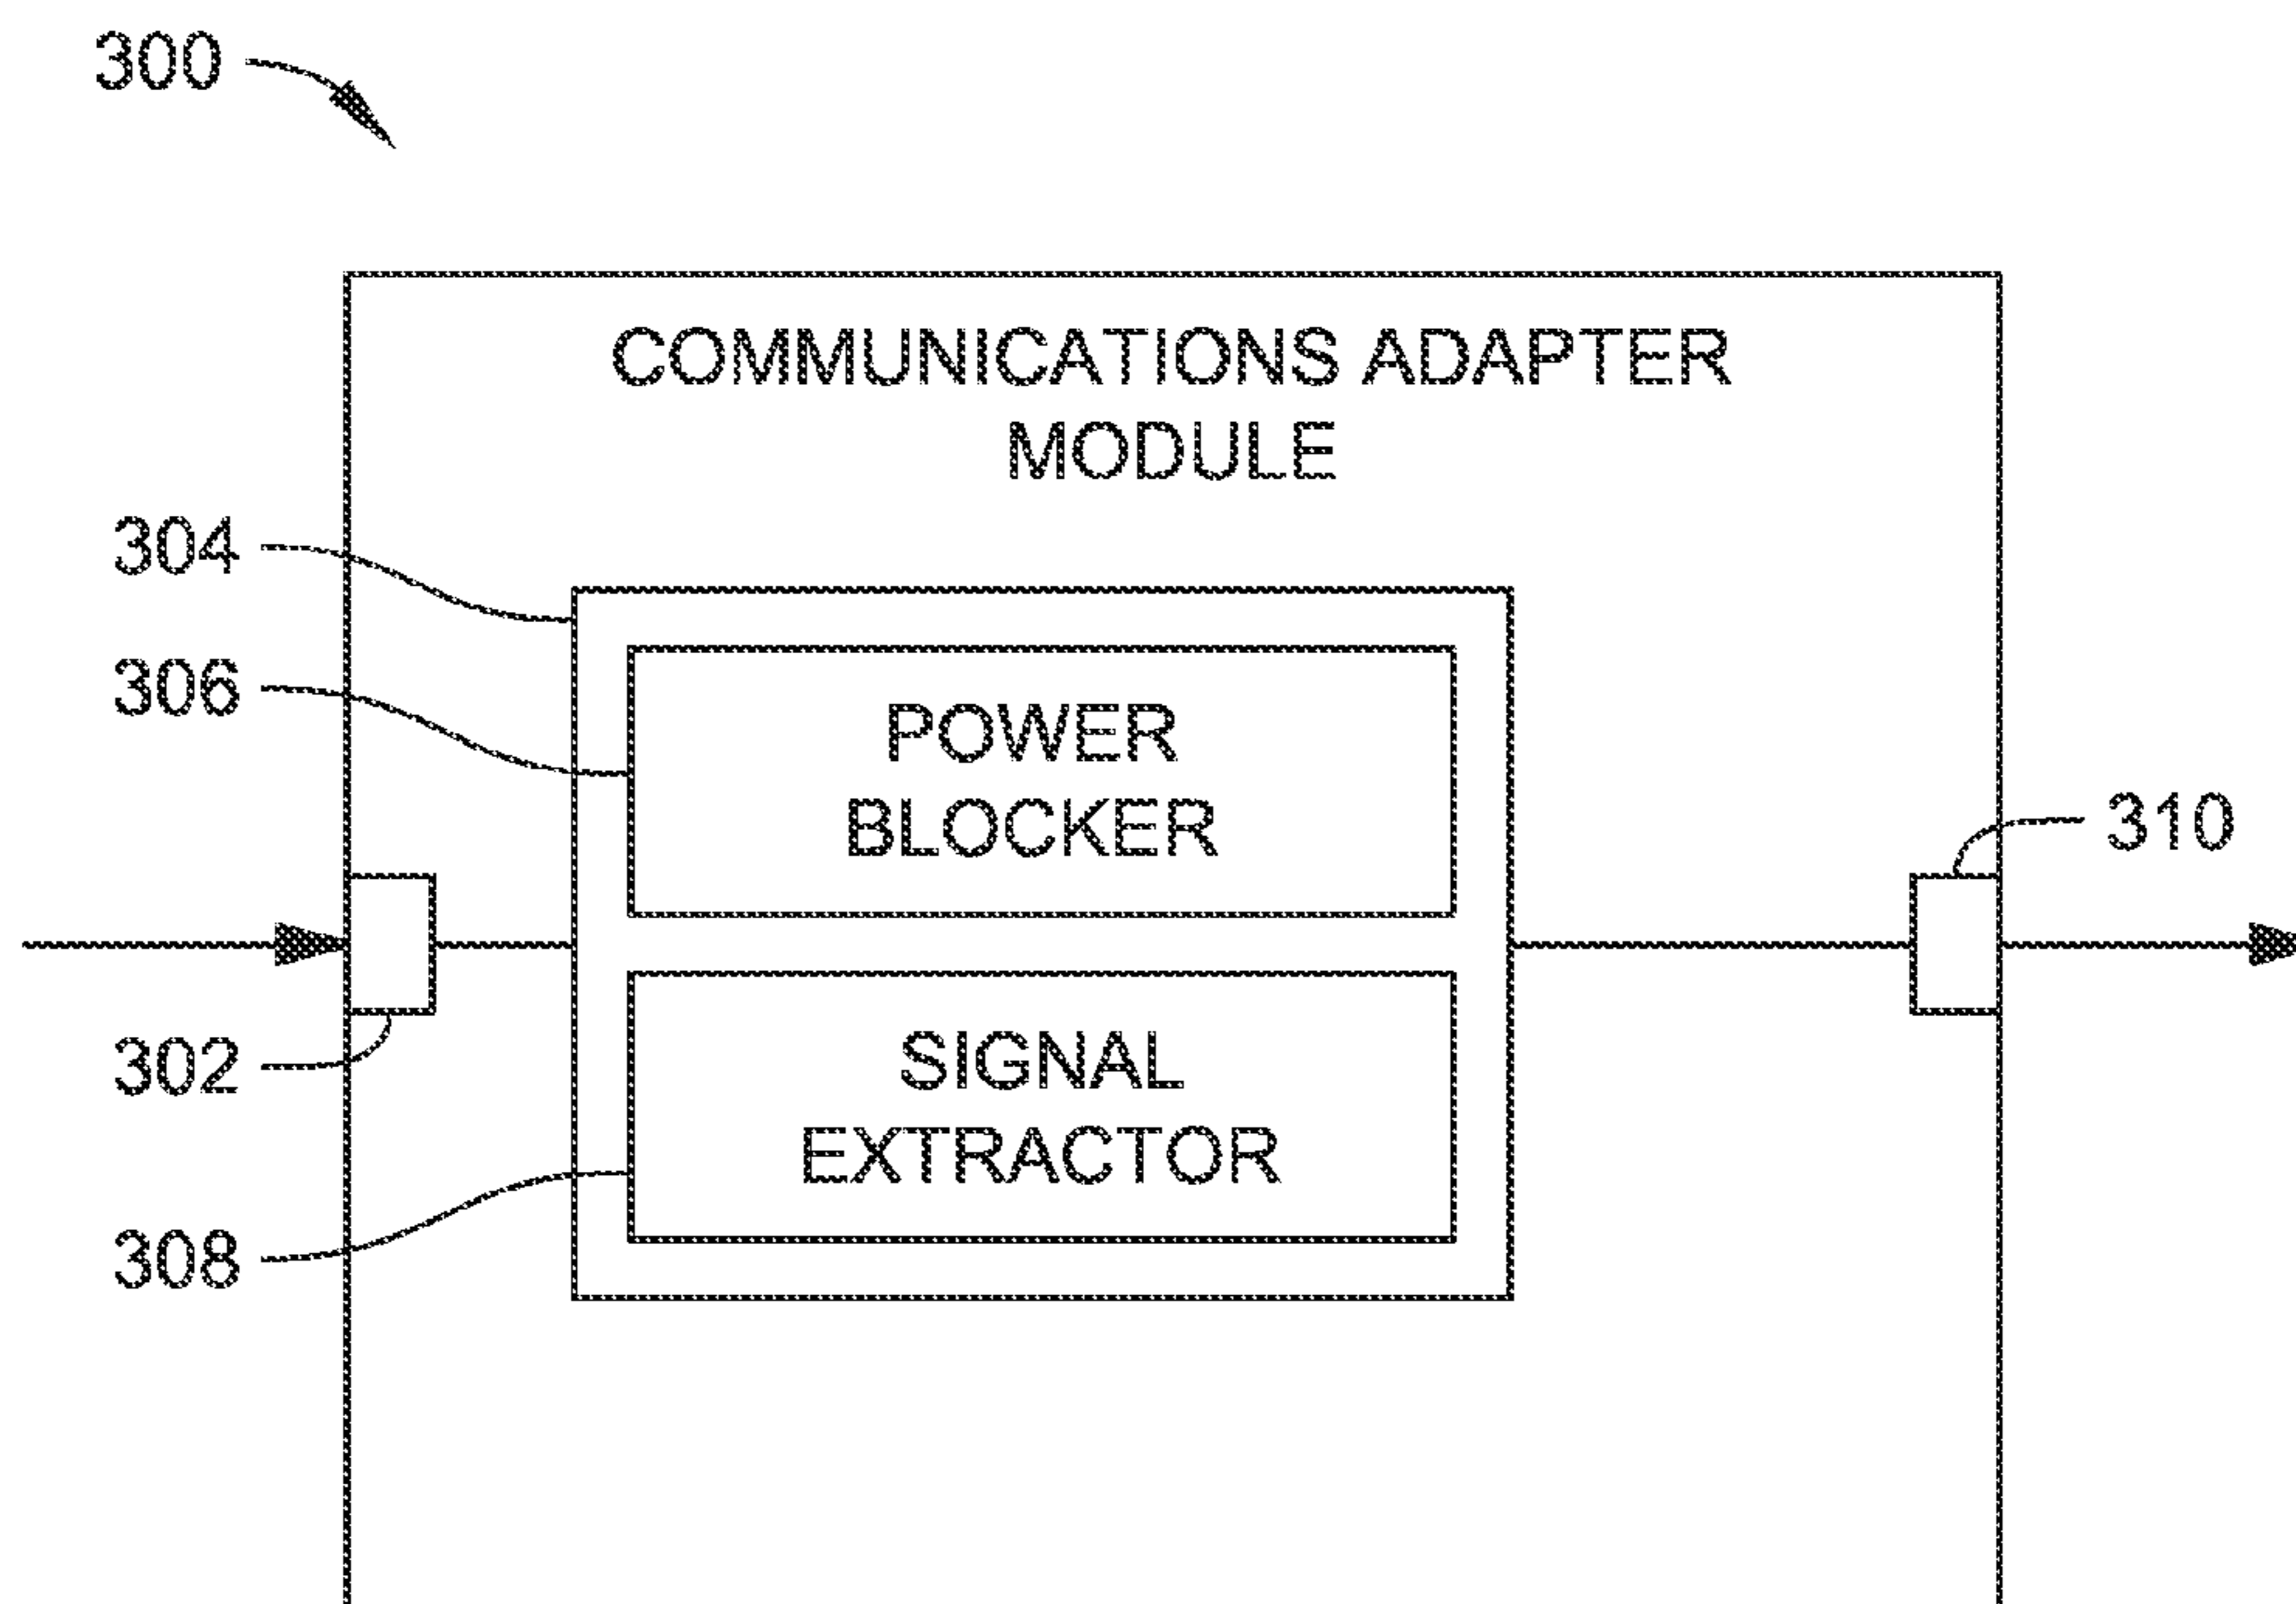 300
COMMUNICATIONS ADAPTER
MODULE
304
306
POWER
BLOCKER
310
302
SIGNAL
EXTRACTOR
308